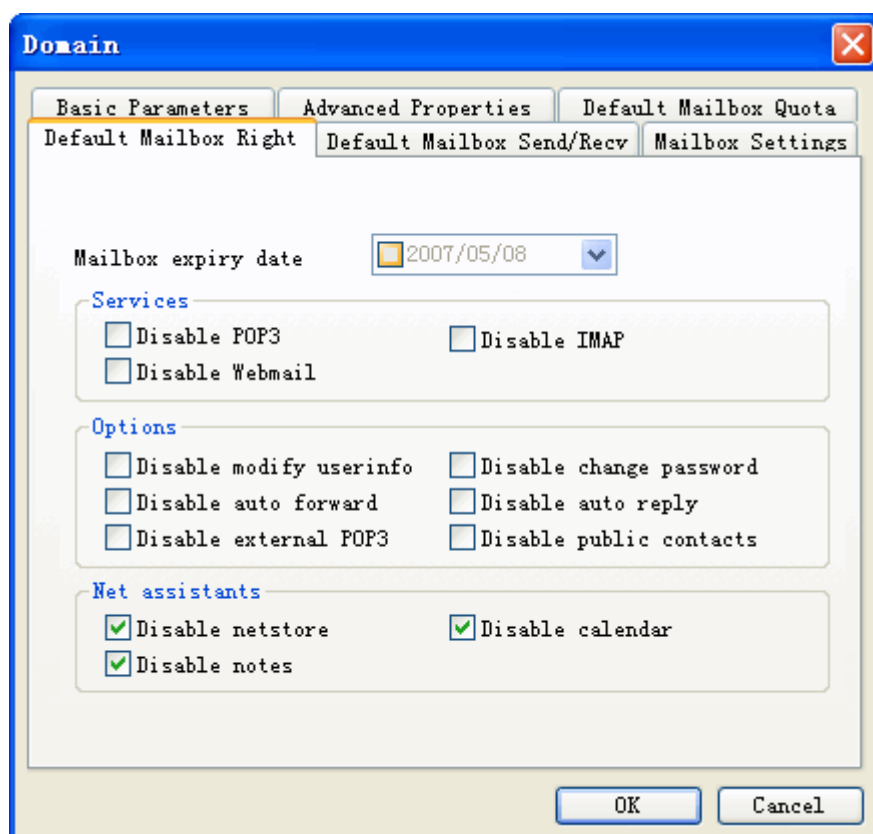 Domain
Basic Parameters Advanced Properties Default Mailbox Quota
Default Mailbox Right Default Mailbox Send/Recv Mailbox Settings
Mailbox expiry date 2007/05/08
Services
Disable POP3 Disable IMAP
Disable Webmail
Options
Disable modify userinfo Disable change password
Disable auto forward Disable auto reply
Disable external POP3 Disable public contacts
Net assistants
Disable netstore Disable calendar
Disable notes
OK Cancel